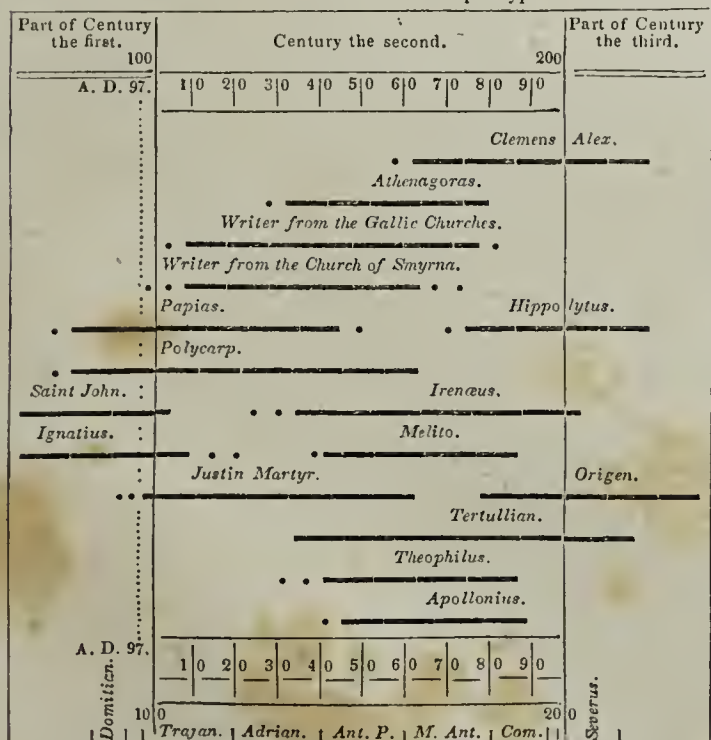 Part of Century the first. 100
Century the second. 200
Part of Century the third.
A. D. 97. 10 20 30 40 50 60 70 80 90
Clemens Alex.
Athenagoras.
Writer from the Gallic Churches.
Writer from the Church of Smyrna.
Papias. Hippolytus.
Polycarp.
Saint John. Irenæus.
Ignatius. Melito.
Justin Martyr. Origen.
Tertullian.
Theophilus.
Apollonius.
A. D. 97. 10 20 30 40 50 60 70 80 90
100 200
Domitian. Trajan. Adrian. Ant. P. M. Ant. Com. Severus.